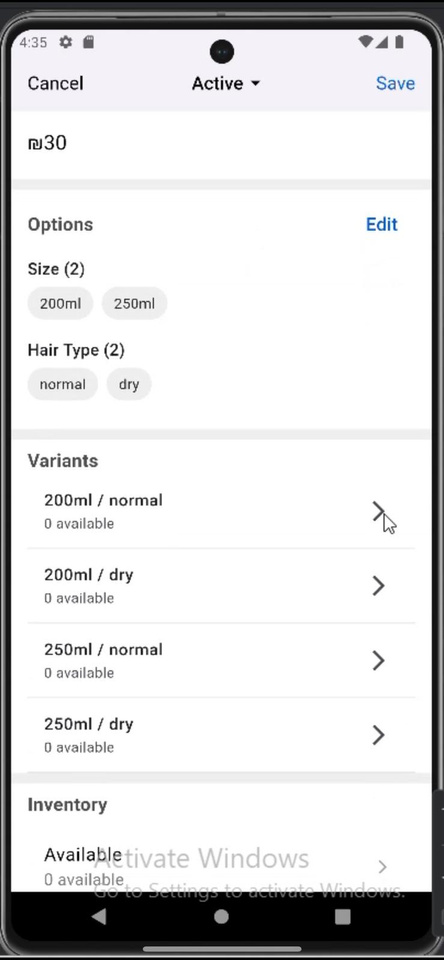 4:35
Cancel
Active
Save
₪30
Options
Edit
Size (2)
200ml
250ml
Hair Type (2)
normal
dry
Variants
200ml / normal
0 available
200ml / dry
0 available
250ml / normal
0 available
250ml / dry
0 available
Inventory
Available
0 available
Activate Windows
Go to Settings to activate Windows.